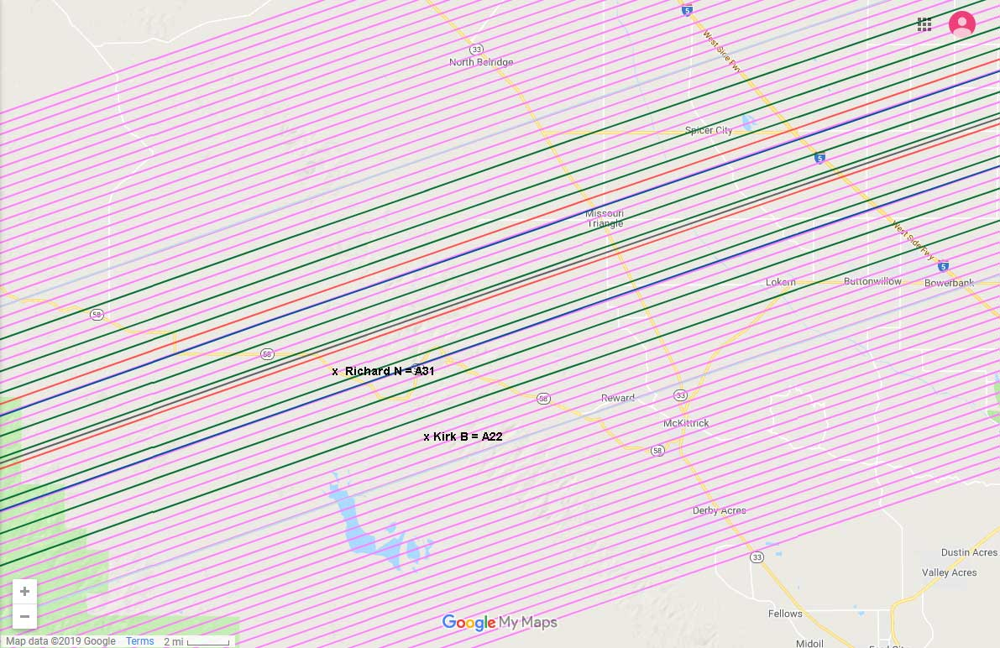 5
West Side Fwy
33
North Belridge
Spicer City
5
Missouri
Triangle
West Side Fwy
5
Lokern
Buttonwillow
Bowerbank
58
58
x Richard N = A31
58
Reward
33
McKittrick
x Kirk B = A22
58
Derby Acres
33
Dustin Acres
Valley Acres
+
−
Fellows
Google My Maps
Map data ©2019 Google Terms 2 mi
Midoil